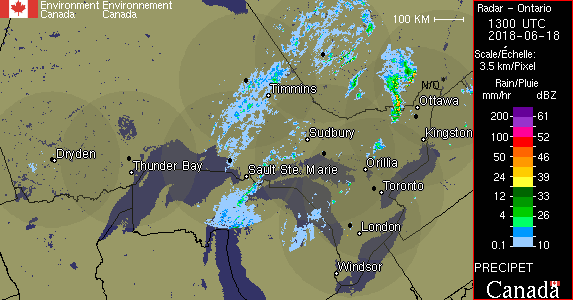 Environment Environnement
Canada Canada
100 KM
N/D
Timmins
Ottawa
Sudbury
Kingston
Dryden
Thunder Bay
Sault Ste. Marie
Orillia
Toronto
London
Windsor
Radar - Ontario
1300 UTC
2018-06-18
Scale/Échelle:
3.5 km/Pixel
Rain/Pluie
mm/hr dBZ
200 61
100 52
50 46
24 39
12 33
4 26
0.1 10
PRECIPET
Canada